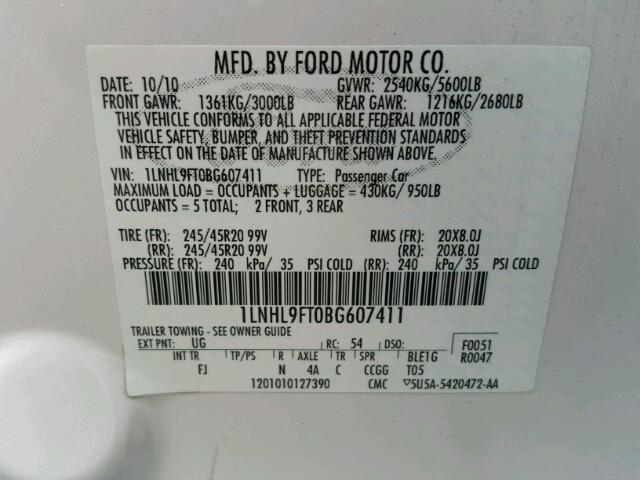 MFD. BY FORD MOTOR CO.
DATE: 10/10 GVWR: 2540KG/5600LB
FRONT GAWR: 1361KG/3000LB REAR GAWR: 1216KG/2680LB
THIS VEHICLE CONFORMS TO ALL APPLICABLE FEDERAL MOTOR
VEHICLE SAFETY, BUMPER, AND THEFT PREVENTION STANDARDS
IN EFFECT ON THE DATE OF MANUFACTURE SHOWN ABOVE.
VIN: 1LNHL9FT0BG607411 TYPE: Passenger Car
MAXIMUM LOAD = OCCUPANTS + LUGGAGE = 430KG/ 950LB
OCCUPANTS = 5 TOTAL; 2 FRONT, 3 REAR
TIRE (FR): 245/45R20 99V RIMS (FR): 20X8.0J
(RR): 245/45R20 99V (RR): 20X8.0J
PRESSURE (FR): 240 kPa/ 35 PSI COLD (RR): 240 kPa/ 35 PSI COLD
1LNHL9FT0BG607411
TRAILER TOWING - SEE OWNER GUIDE
EXT PNT: UG RC: 54 DSO: F0051
INT TR TP/PS R AXLE TR SPR BLE1G R0047
FJ N 4A C CCGG T05
1201010127390 CMC ▽5U5A-5420472-AA